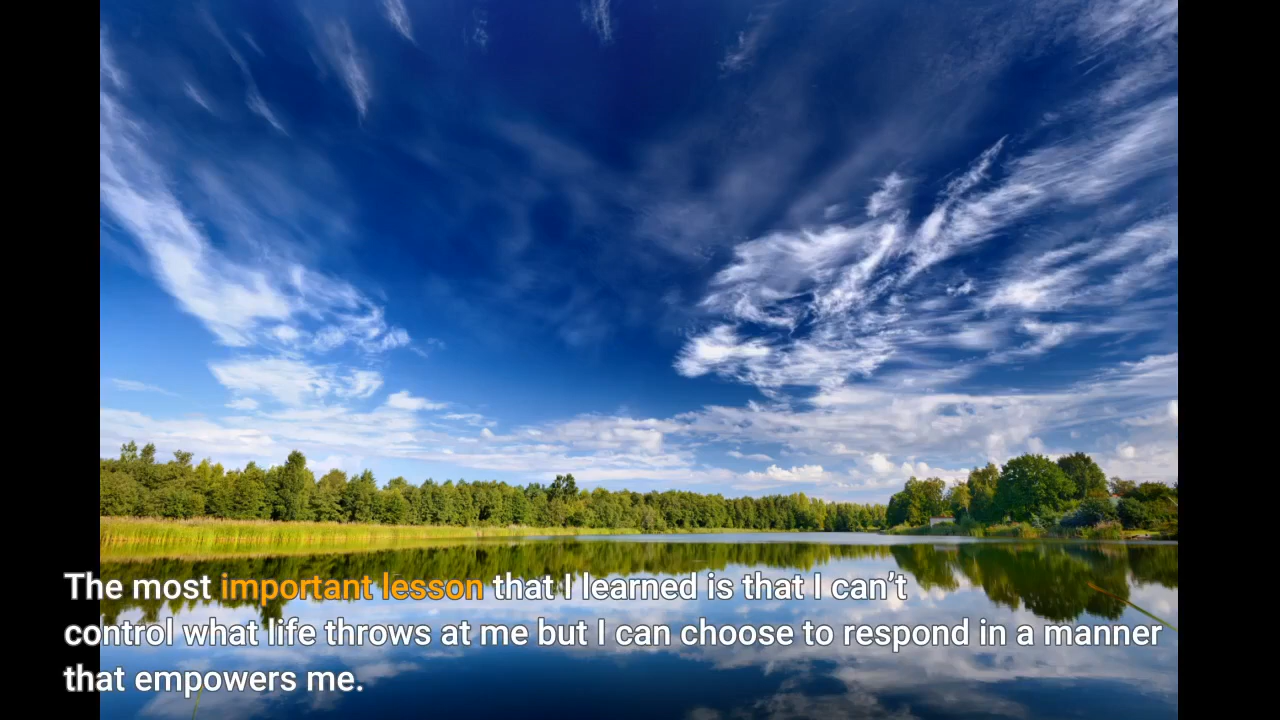 The most important lesson that I learned is that I can’t
control what life throws at me but I can choose to respond in a manner
that empowers me.